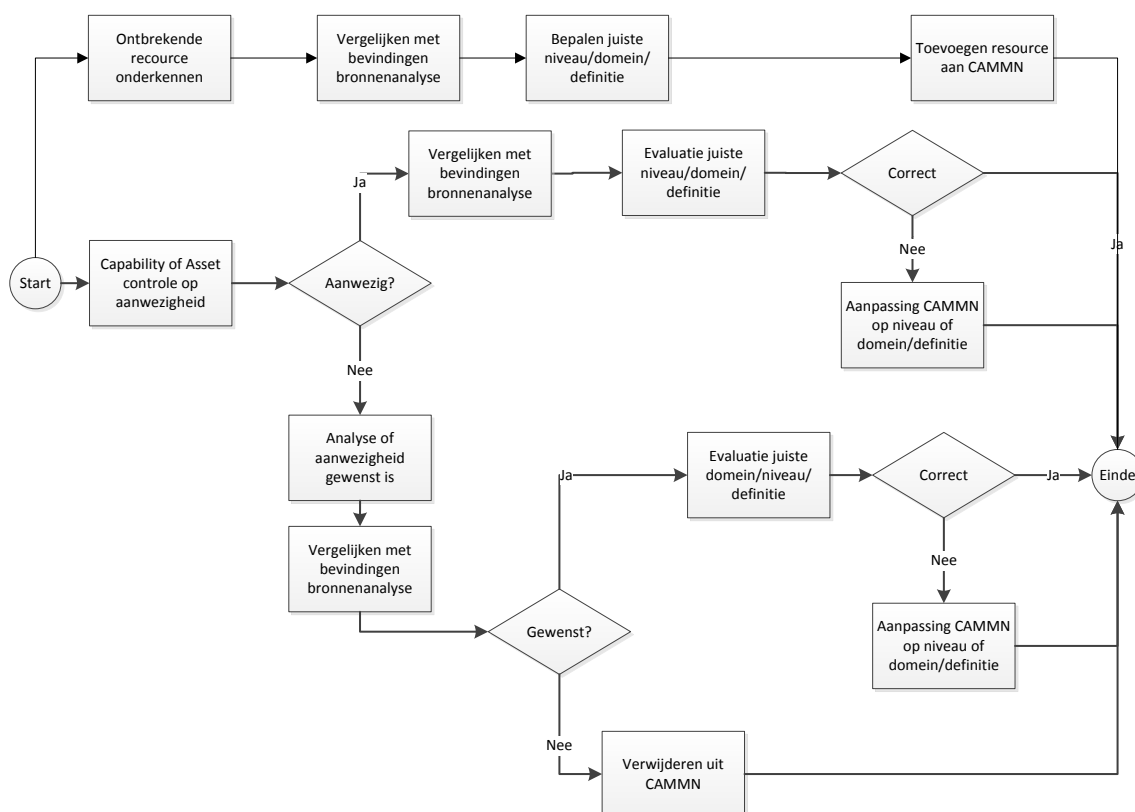 Ontbrekende
recource
onderkennen
Vergelijken met
bevindingen
bronnenanalyse
Bepalen juiste
niveau/domein/
definitie
Toevoegen resource
aan CAMMN
Vergelijken met
bevindingen
bronnenanalyse
Evaluatie juiste
niveau/domein/
definitie
Correct
Ja
Nee
Ja
Start
Capability of Asset
controle op
aanwezigheid
Aanwezig?
Aanpassing CAMMN
op niveau of
domein/definitie
Nee
Analyse of
aanwezigheid
gewenst is
Evaluatie juiste
domein/niveau/
definitie
Correct
Ja
Ja
Einde
Vergelijken met
bevindingen
bronnenanalyse
Nee
Gewenst?
Aanpassing CAMMN
op niveau of
domein/definitie
Nee
Verwijderen uit
CAMMN